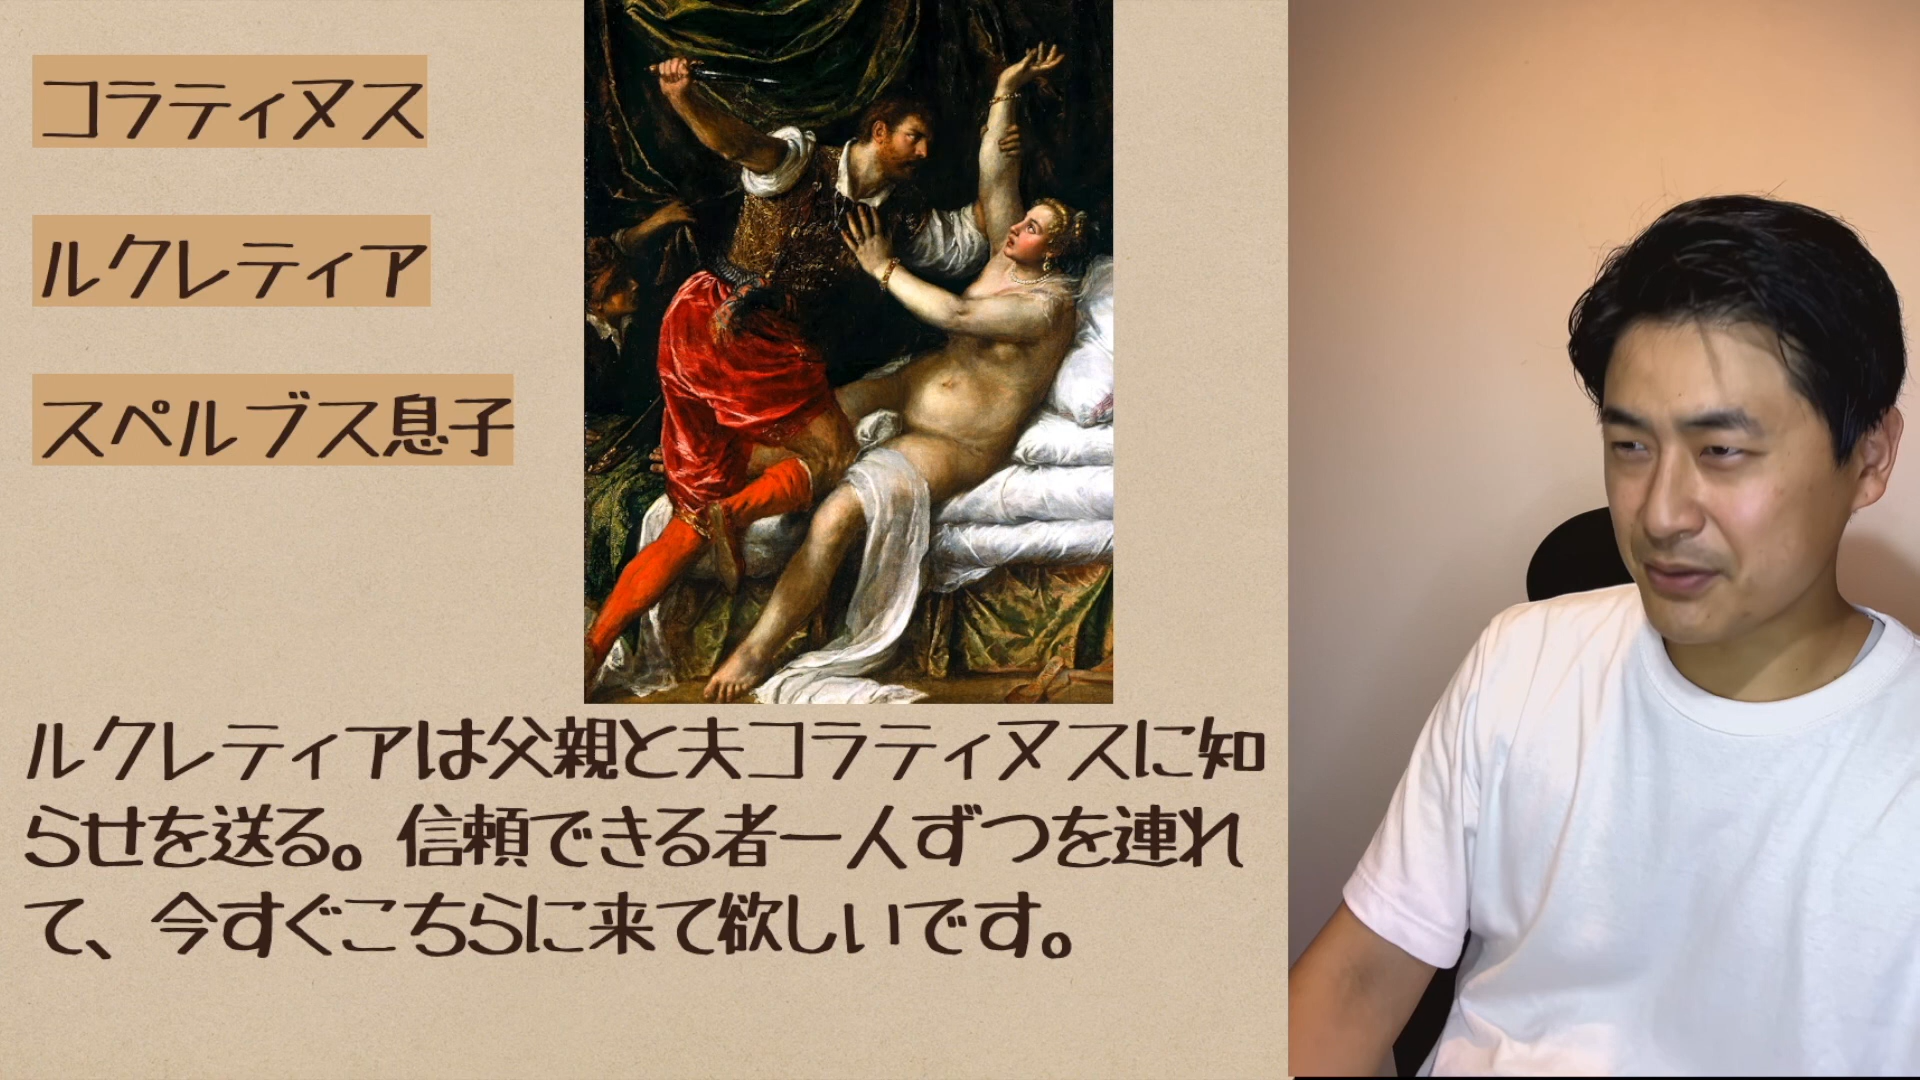 コラティヌス
ルクレティア
スペルブス息子
ルクレティアは父親と夫コラティヌスに知
らせを送る。信頼できる者一人ずつを連れ
て、今すぐこちらに来て欲しいです。